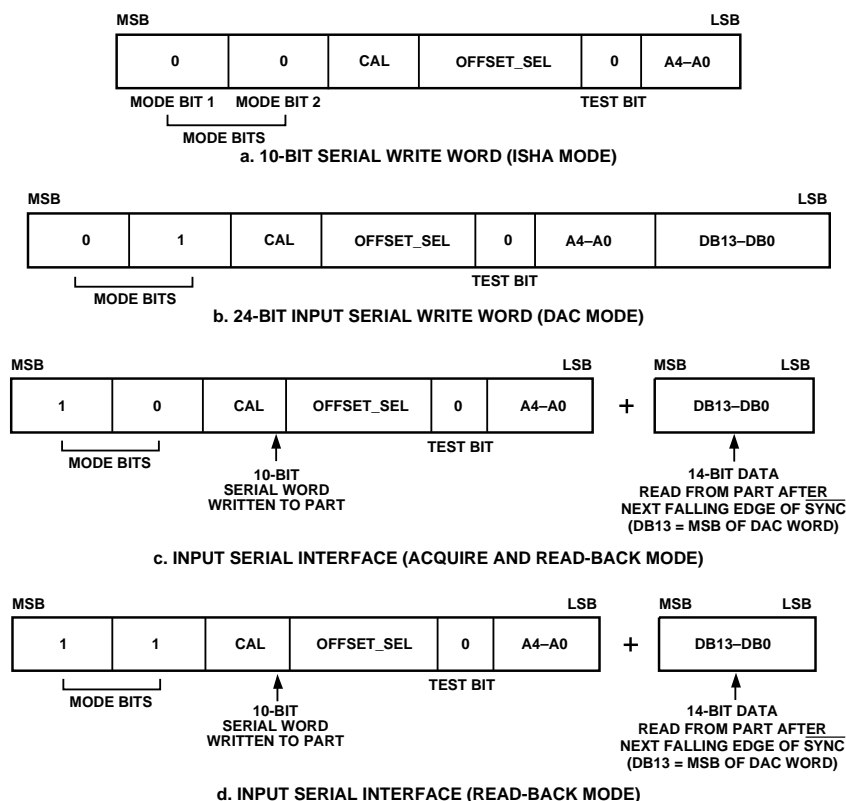 MSB LSB
0 0 CAL OFFSET_SEL 0 A4–A0
MODE BIT 1 MODE BIT 2 TEST BIT
MODE BITS
a. 10-BIT SERIAL WRITE WORD (ISHA MODE)
MSB LSB
0 1 CAL OFFSET_SEL 0 A4–A0 DB13–DB0
MODE BITS TEST BIT
b. 24-BIT INPUT SERIAL WRITE WORD (DAC MODE)
MSB LSB MSB LSB
1 0 CAL OFFSET_SEL 0 A4–A0 + DB13–DB0
MODE BITS TEST BIT
10-BIT
SERIAL WORD
WRITTEN TO PART
14-BIT DATA
READ FROM PART AFTER
NEXT FALLING EDGE OF SYNC
(DB13 = MSB OF DAC WORD)
c. INPUT SERIAL INTERFACE (ACQUIRE AND READ-BACK MODE)
MSB LSB MSB LSB
1 1 CAL OFFSET_SEL 0 A4–A0 + DB13–DB0
MODE BITS TEST BIT
10-BIT
SERIAL WORD
WRITTEN TO PART
14-BIT DATA
READ FROM PART AFTER
NEXT FALLING EDGE OF SYNC
(DB13 = MSB OF DAC WORD)
d. INPUT SERIAL INTERFACE (READ-BACK MODE)